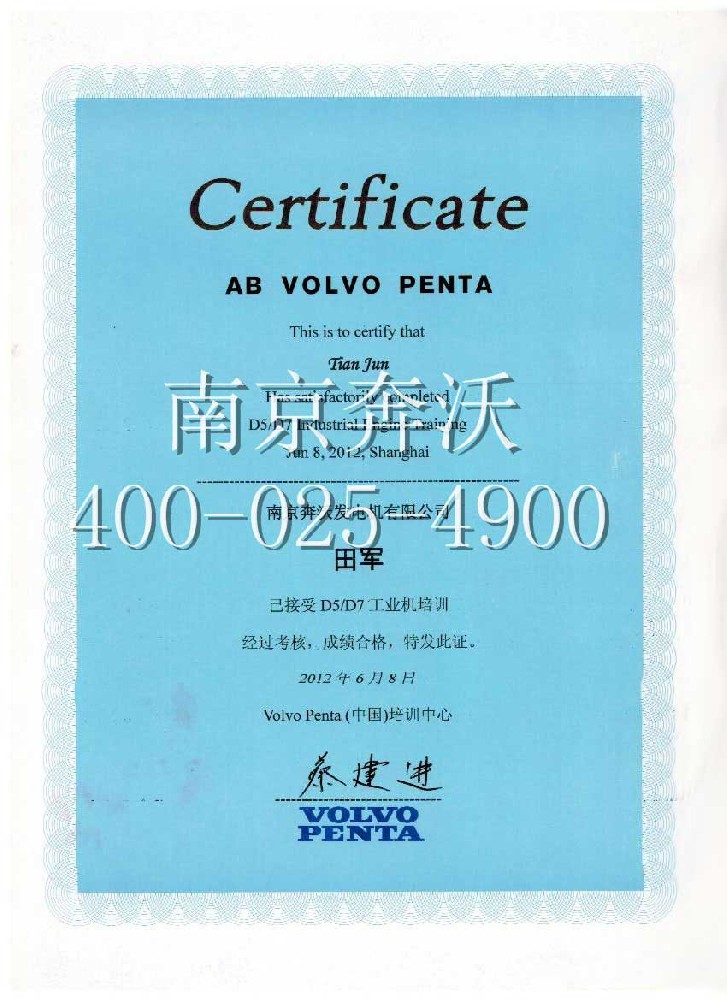 Certificate
AB VOLVO PENTA
This is to certify that
Tian Jun
Has satisfactorily completed
南京奔沃
D5/D7 Industrial Engine Training
Jun 8, 2012, Shanghai
南京奔沃发电机有限公司
400-025-4900
田军
已接受 D5/D7 工业机培训
经过考核，成绩合格，特发此证。
2012 年 6 月 8 日
Volvo Penta (中国)培训中心
蔡建进
VOLVO
PENTA